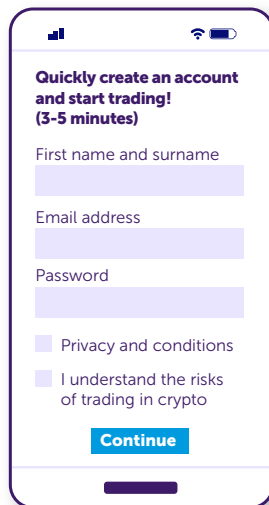 Quickly create an account
and start trading!
(3-5 minutes)
First name and surname
Email address
Password
Privacy and conditions
I understand the risks
of trading in crypto
Continue